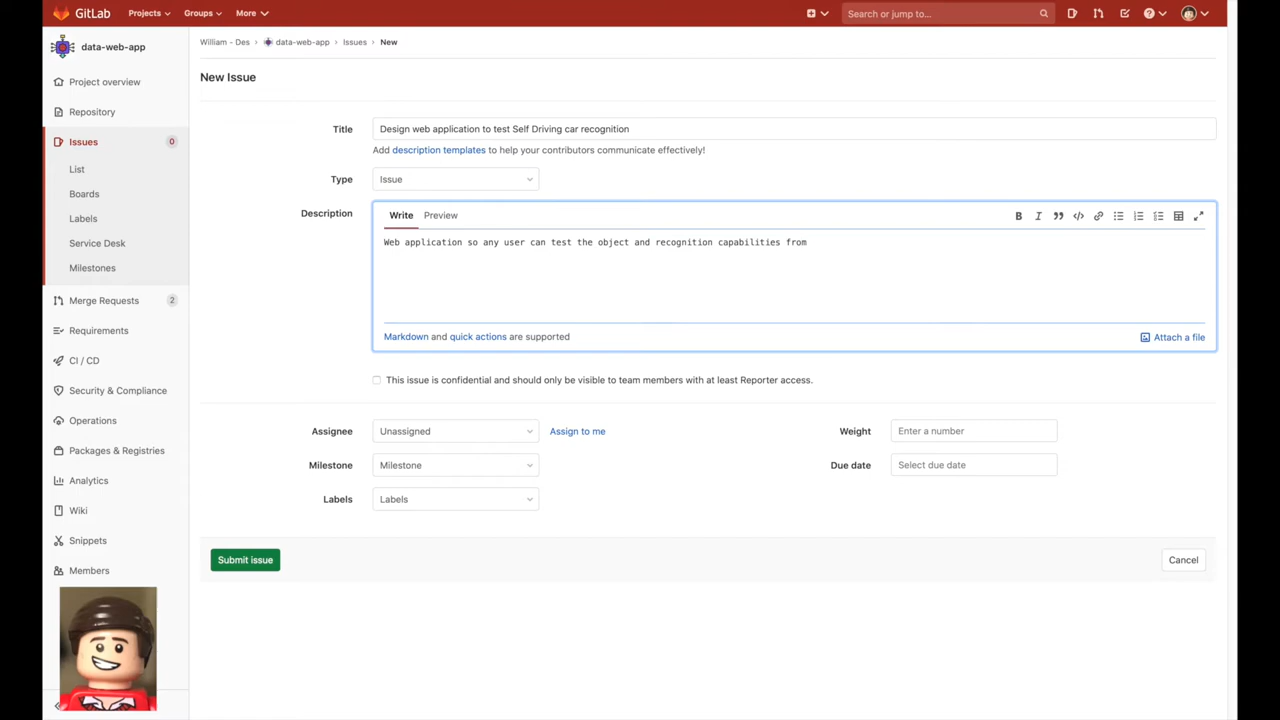 GitLab Projects Groups More Search or jump to...
data-web-app
William - Des › data-web-app › Issues › New
Project overview
Repository
Issues 0
List
Boards
Labels
Service Desk
Milestones
Merge Requests 2
Requirements
CI / CD
Security & Compliance
Operations
Packages & Registries
Analytics
Wiki
Snippets
Members
New Issue
Title Design web application to test Self Driving car recognition
Add description templates to help your contributors communicate effectively!
Type Issue
Description Write Preview
Web application so any user can test the object and recognition capabilities from
Markdown and quick actions are supported Attach a file
This issue is confidential and should only be visible to team members with at least Reporter access.
Assignee Unassigned Assign to me Weight Enter a number
Milestone Milestone Due date Select due date
Labels Labels
Submit issue Cancel